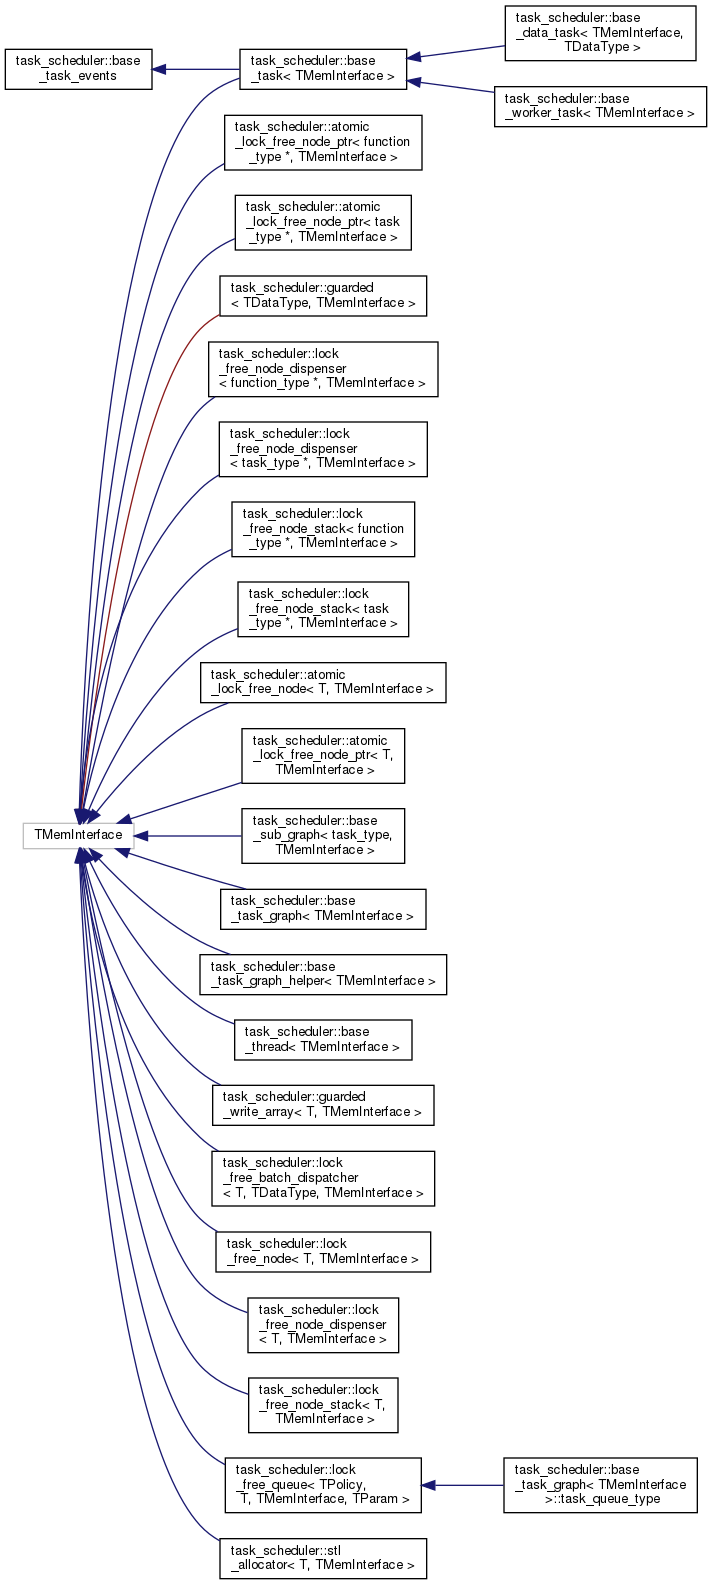 task_scheduler::base
_task_events
task_scheduler::base
_task< TMemInterface >
task_scheduler::base
_data_task< TMemInterface,
TDataType >
task_scheduler::base
_worker_task< TMemInterface >
task_scheduler::atomic
_lock_free_node_ptr< function
_type *, TMemInterface >
task_scheduler::atomic
_lock_free_node_ptr< task
_type *, TMemInterface >
task_scheduler::guarded
< TDataType, TMemInterface >
task_scheduler::lock
_free_node_dispenser
< function_type *, TMemInterface >
task_scheduler::lock
_free_node_dispenser
< task_type *, TMemInterface >
task_scheduler::lock
_free_node_stack< function
_type *, TMemInterface >
task_scheduler::lock
_free_node_stack< task
_type *, TMemInterface >
task_scheduler::atomic
_lock_free_node< T, TMemInterface >
task_scheduler::atomic
_lock_free_node_ptr< T,
TMemInterface >
TMemInterface
task_scheduler::base
_sub_graph< task_type,
TMemInterface >
task_scheduler::base
_task_graph< TMemInterface >
task_scheduler::base
_task_graph_helper< TMemInterface >
task_scheduler::base
_thread< TMemInterface >
task_scheduler::guarded
_write_array< T, TMemInterface >
task_scheduler::lock
_free_batch_dispatcher
< T, TDataType, TMemInterface >
task_scheduler::lock
_free_node< T, TMemInterface >
task_scheduler::lock
_free_node_dispenser
< T, TMemInterface >
task_scheduler::lock
_free_node_stack< T,
TMemInterface >
task_scheduler::lock
_free_queue< TPolicy,
T, TMemInterface, TParam >
task_scheduler::base
_task_graph< TMemInterface
>::task_queue_type
task_scheduler::stl
_allocator< T, TMemInterface >